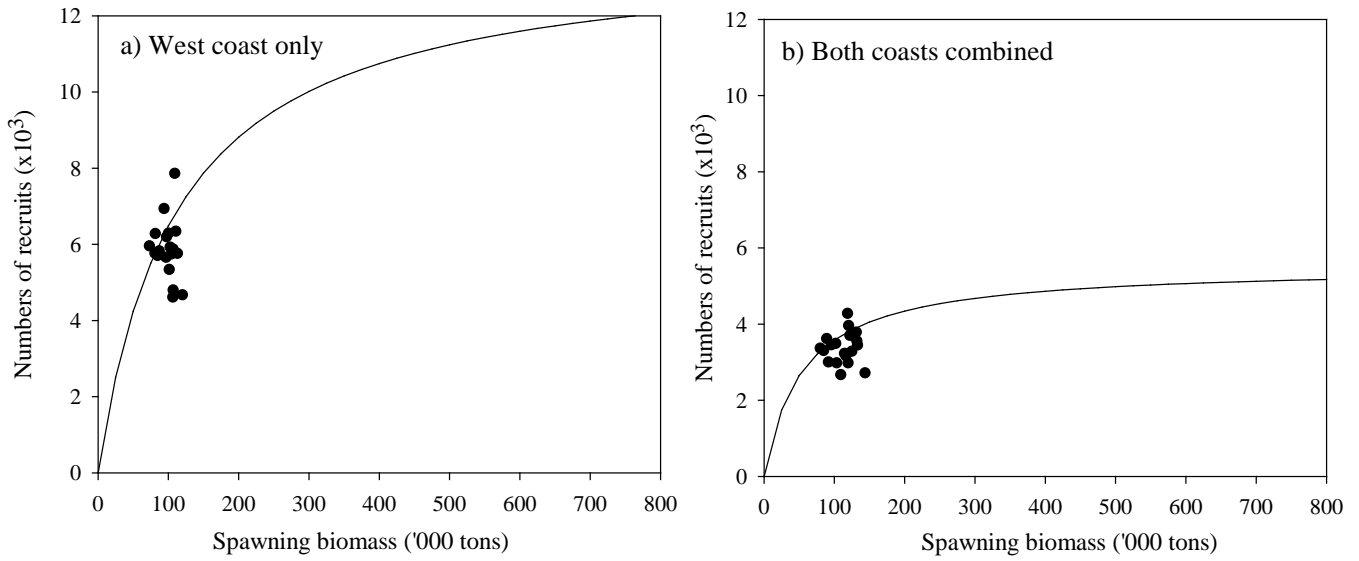 a) West coast only
Numbers of recruits (x10³)
12
10
8
6
4
2
0
0 100 200 300 400 500 600 700 800
Spawning biomass ('000 tons)
b) Both coasts combined
Numbers of recruits (x10³)
12
10
8
6
4
2
0
0 100 200 300 400 500 600 700 800
Spawning biomass ('000 tons)